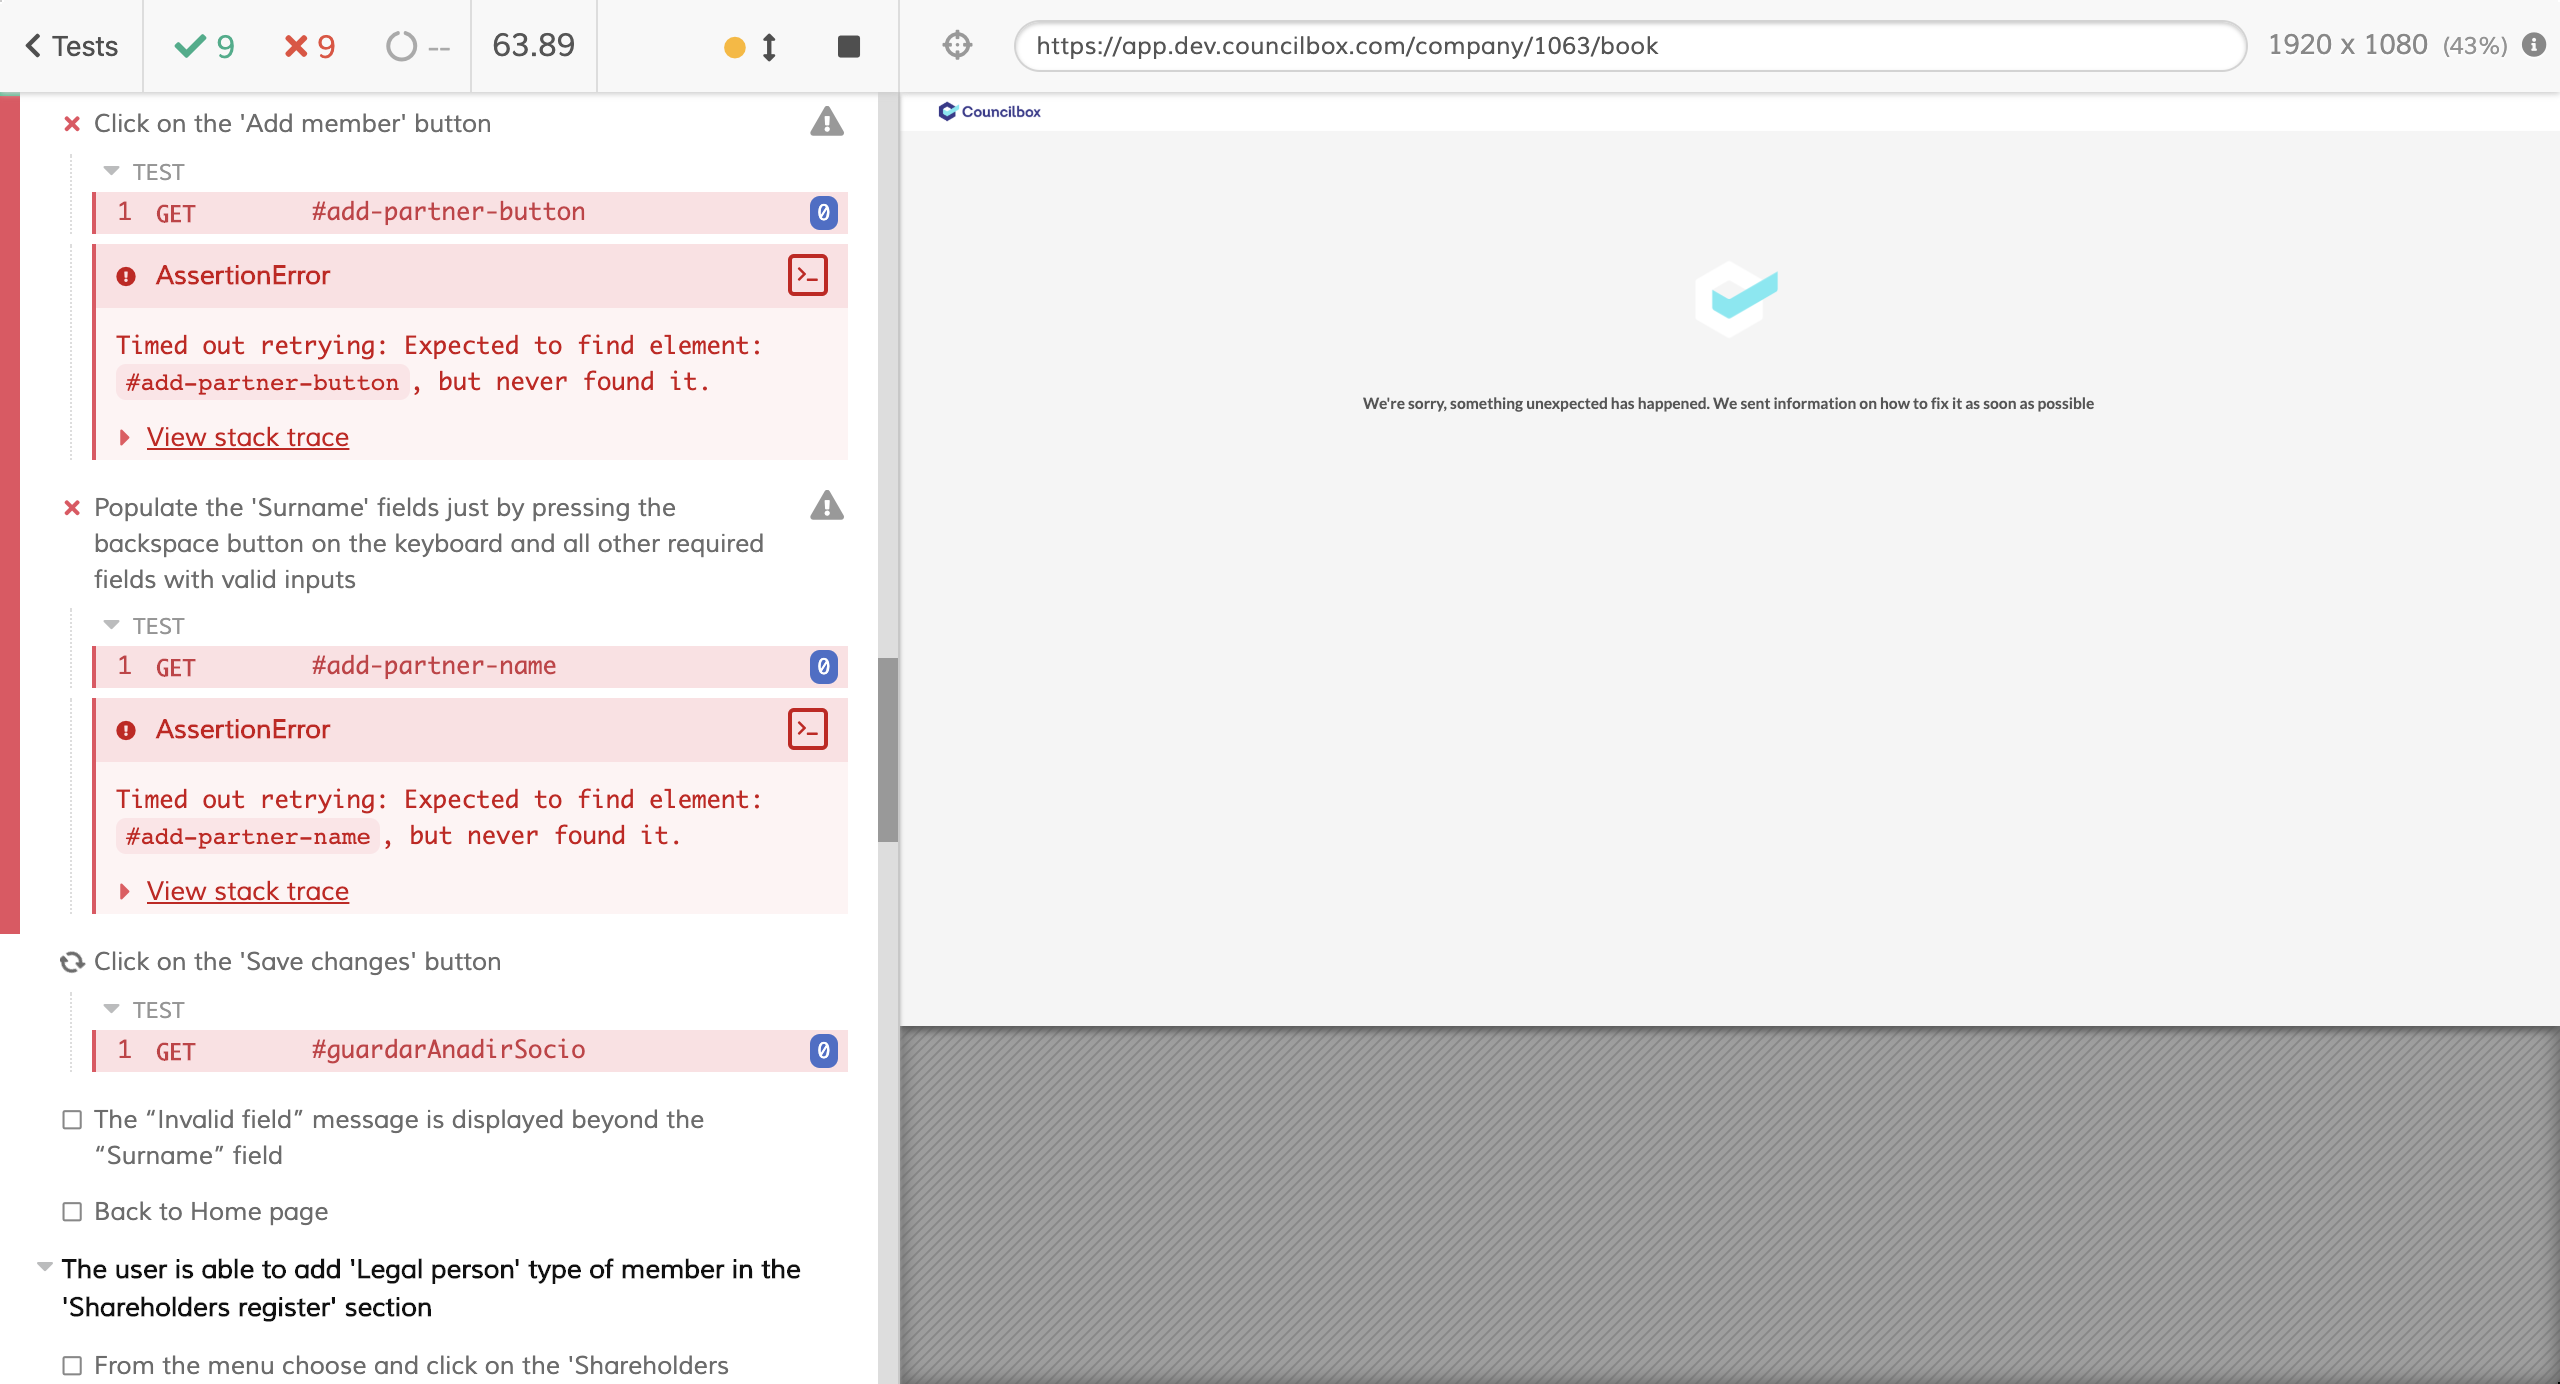 Tests
9
9
--
63.89
https://app.dev.councilbox.com/company/1063/book
1920 x 1080 (43%)
Click on the 'Add member' button
TEST
1 GET #add-partner-button 0
AssertionError
Timed out retrying: Expected to find element:
#add-partner-button, but never found it.
View stack trace
Populate the 'Surname' fields just by pressing the
backspace button on the keyboard and all other required
fields with valid inputs
TEST
1 GET #add-partner-name 0
AssertionError
Timed out retrying: Expected to find element:
#add-partner-name, but never found it.
View stack trace
Click on the 'Save changes' button
TEST
1 GET #guardarAnadirSocio 0
The “Invalid field” message is displayed beyond the
“Surname” field
Back to Home page
The user is able to add 'Legal person' type of member in the
'Shareholders register' section
From the menu choose and click on the 'Shareholders
Councilbox
We're sorry, something unexpected has happened. We sent information on how to fix it as soon as possible